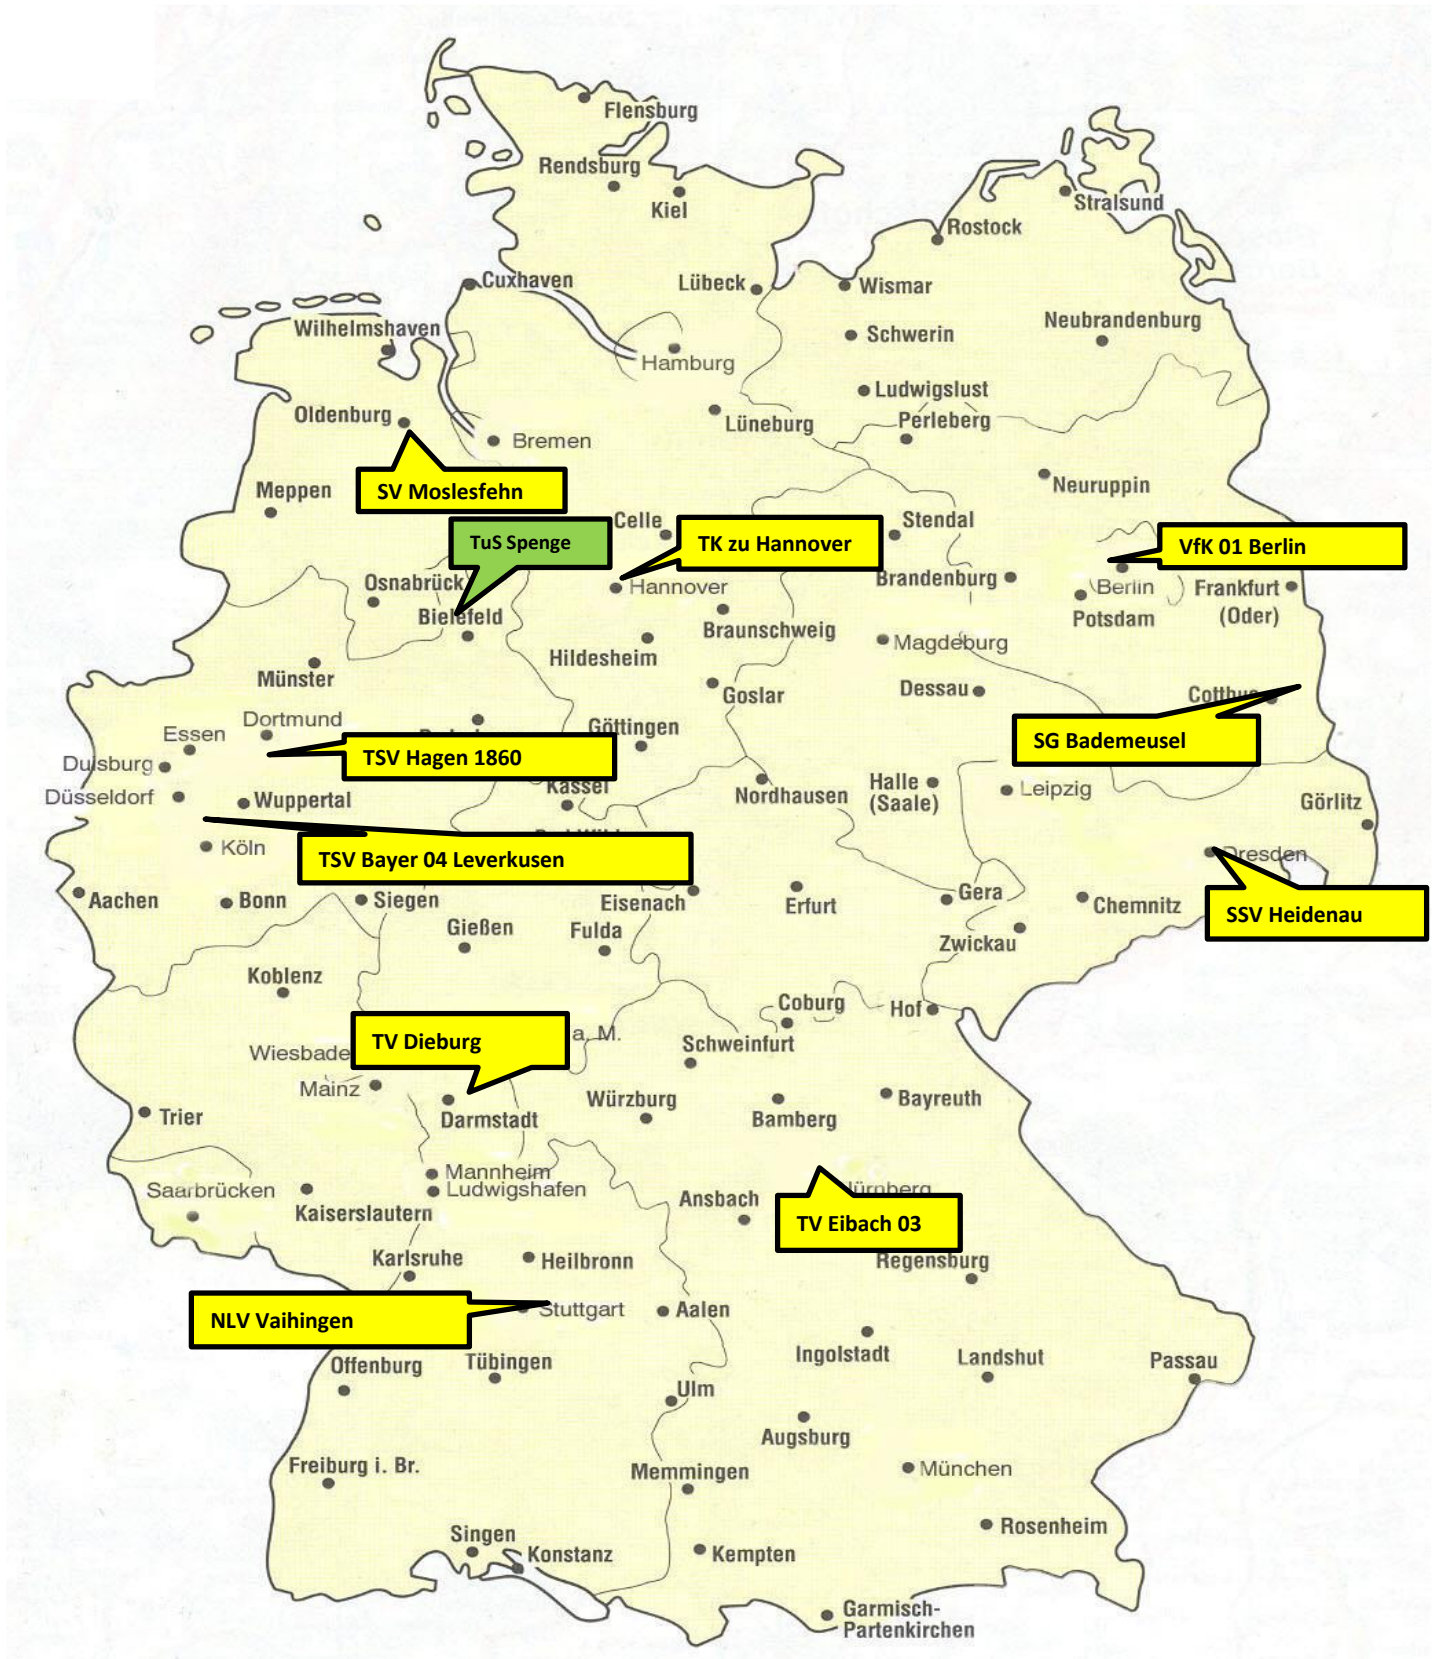 Flensburg
Rendsburg
Kiel
Stralsund
Rostock
Cuxhaven
Lübeck
Wismar
Wilhelmshaven
Schwerin
Neubrandenburg
Hamburg
Ludwigslust
Oldenburg
Lüneburg
Perleberg
Bremen
SV Moslesfehn
Meppen
Neuruppin
Celle
Stendal
TuS Spenge
TK zu Hannover
VfK 01 Berlin
Osnabrück
Hannover
Brandenburg
Berlin
Frankfurt
(Oder)
Bielefeld
Braunschweig
Potsdam
Magdeburg
Hildesheim
Münster
Goslar
Dessau
Dortmund
Essen
Göttingen
SG Bademeusel
TSV Hagen 1860
Duisburg
Düsseldorf
Wuppertal
Kassel
Nordhausen
Halle
(Saale)
Leipzig
Görlitz
Köln
TSV Bayer 04 Leverkusen
Dresden
Aachen
Bonn
Siegen
Eisenach
Erfurt
Gera
Chemnitz
SSV Heidenau
Gießen
Fulda
Zwickau
Koblenz
Coburg
Hof
TV Dieburg
a. M.
Schweinfurt
Wiesbade
Mainz
Würzburg
Bayreuth
Trier
Darmstadt
Bamberg
Mannheim
Ludwigshafen
Saarbrücken
Ansbach
ürnberg
Kaiserslautern
TV Eibach 03
Karlsruhe
Heilbronn
Regensburg
NLV Vaihingen
Stuttgart
Aalen
Offenburg
Tübingen
Ingolstadt
Landshut
Passau
Ulm
Augsburg
Freiburg i. Br.
Memmingen
München
Singen
Konstanz
Kempten
Rosenheim
Garmisch-
Partenkirchen